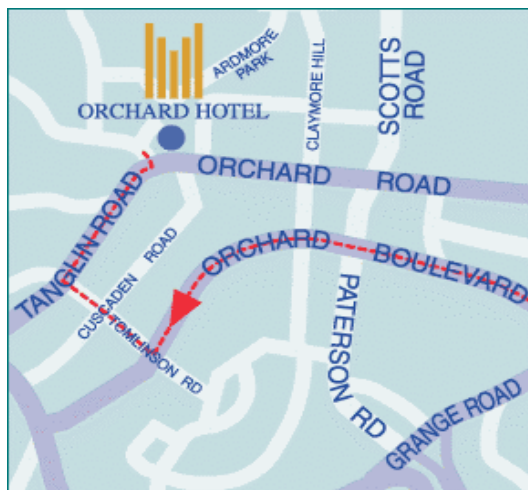 ARDMORE
PARK
CLAYMORE HILL
SCOTTS
ROAD
ORCHARD HOTEL
ORCHARD ROAD
TANGLIN ROAD
CUSCADEN ROAD
ORCHARD BOULEVARD
TOMLINSON RD
PATERSON RD
GRANGE ROAD